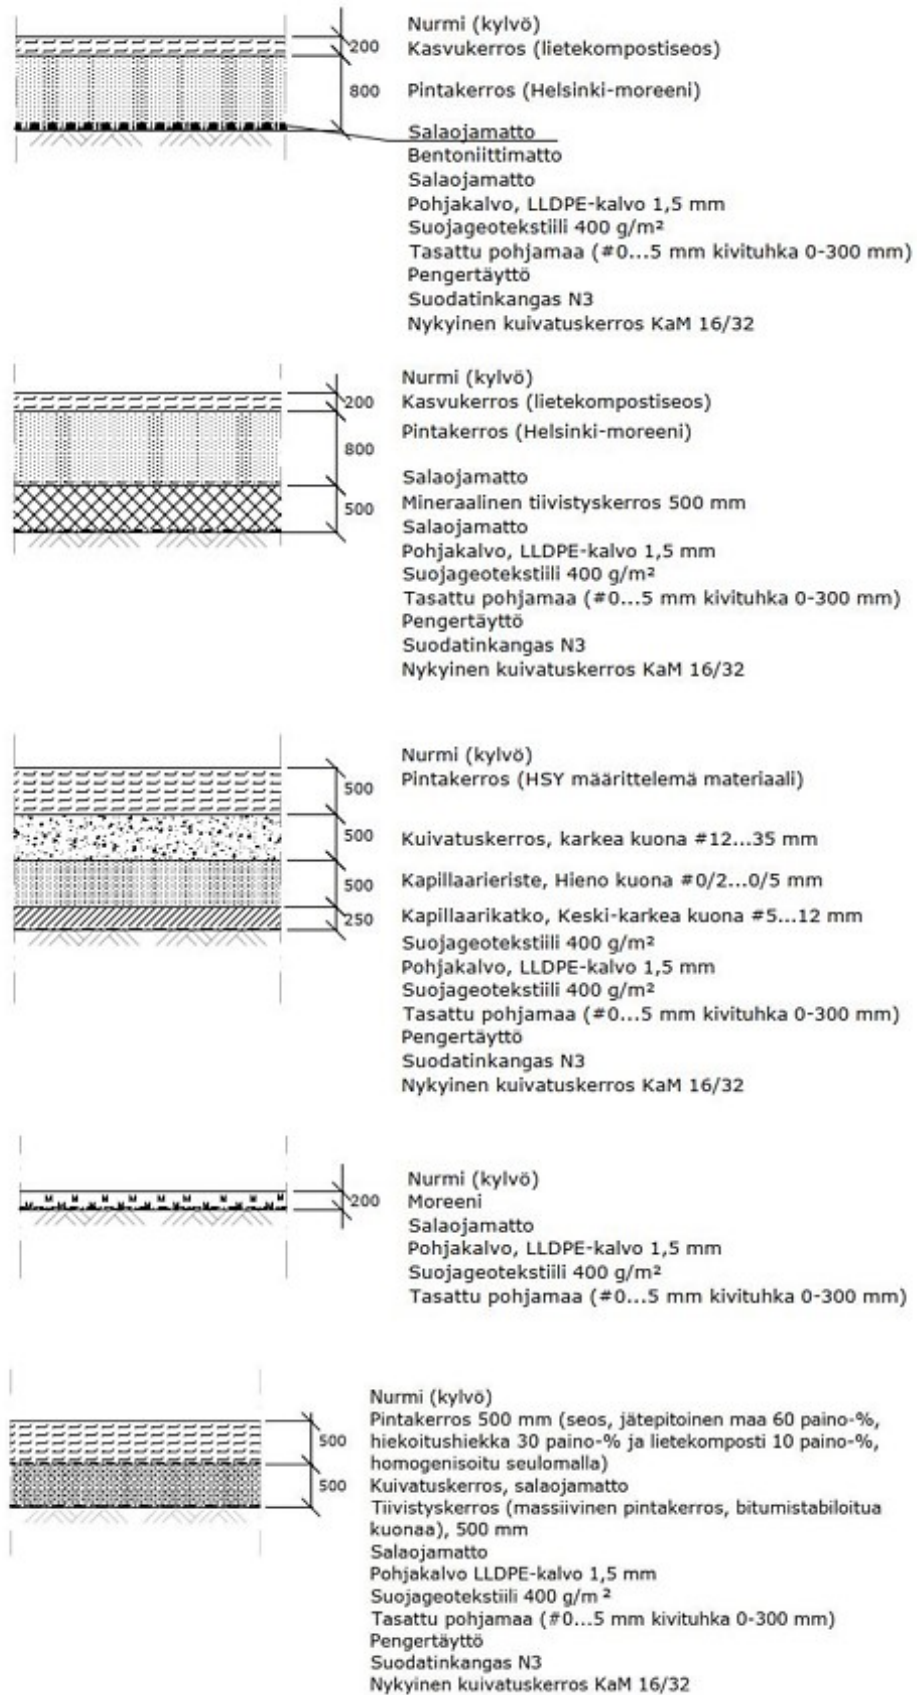 Nurmi (kylvö)
200 Kasvukerros (lietekompostiseos)
800 Pintakerros (Helsinki-moreeni)
Salaojamatto
Bentoniittimatto
Salaojamatto
Pohjakalvo, LLDPE-kalvo 1,5 mm
Suojageotekstiili 400 g/m²
Tasattu pohjamaa (#0...5 mm kivituhka 0-300 mm)
Pengertäyttö
Suodatinkangas N3
Nykyinen kuivatuskerros KaM 16/32
Nurmi (kylvö)
200 Kasvukerros (lietekompostiseos)
Pintakerros (Helsinki-moreeni)
800
Salaojamatto
500 Mineraalinen tiivistyskerros 500 mm
Salaojamatto
Pohjakalvo, LLDPE-kalvo 1,5 mm
Suojageotekstiili 400 g/m²
Tasattu pohjamaa (#0...5 mm kivituhka 0-300 mm)
Pengertäyttö
Suodatinkangas N3
Nykyinen kuivatuskerros KaM 16/32
Nurmi (kylvö)
500 Pintakerros (HSY määrittelemä materiaali)
500 Kuivatuskerros, karkea kuona #12...35 mm
500 Kapillaarieriste, Hieno kuona #0/2...0/5 mm
250 Kapillaarikatko, Keski-karkea kuona #5...12 mm
Suojageotekstiili 400 g/m²
Pohjakalvo, LLDPE-kalvo 1,5 mm
Suojageotekstiili 400 g/m²
Tasattu pohjamaa (#0...5 mm kivituhka 0-300 mm)
Pengertäyttö
Suodatinkangas N3
Nykyinen kuivatuskerros KaM 16/32
Nurmi (kylvö)
200 Moreeni
Salaojamatto
Pohjakalvo, LLDPE-kalvo 1,5 mm
Suojageotekstiili 400 g/m²
Tasattu pohjamaa (#0...5 mm kivituhka 0-300 mm)
Nurmi (kylvö)
Pintakerros 500 mm (seos, jätepitoinen maa 60 paino-%,
500 hiekoitushiekka 30 paino-% ja lietekomposti 10 paino-%,
homogenisoitu seulomalla)
500 Kuivatuskerros, salaojamatto
Tiivistyskerros (massiivinen pintakerros, bitumistabiloitua
kuonaa), 500 mm
Salaojamatto
Pohjakalvo LLDPE-kalvo 1,5 mm
Suojageotekstiili 400 g/m ²
Tasattu pohjamaa (#0...5 mm kivituhka 0-300 mm)
Pengertäyttö
Suodatinkangas N3
Nykyinen kuivatuskerros KaM 16/32